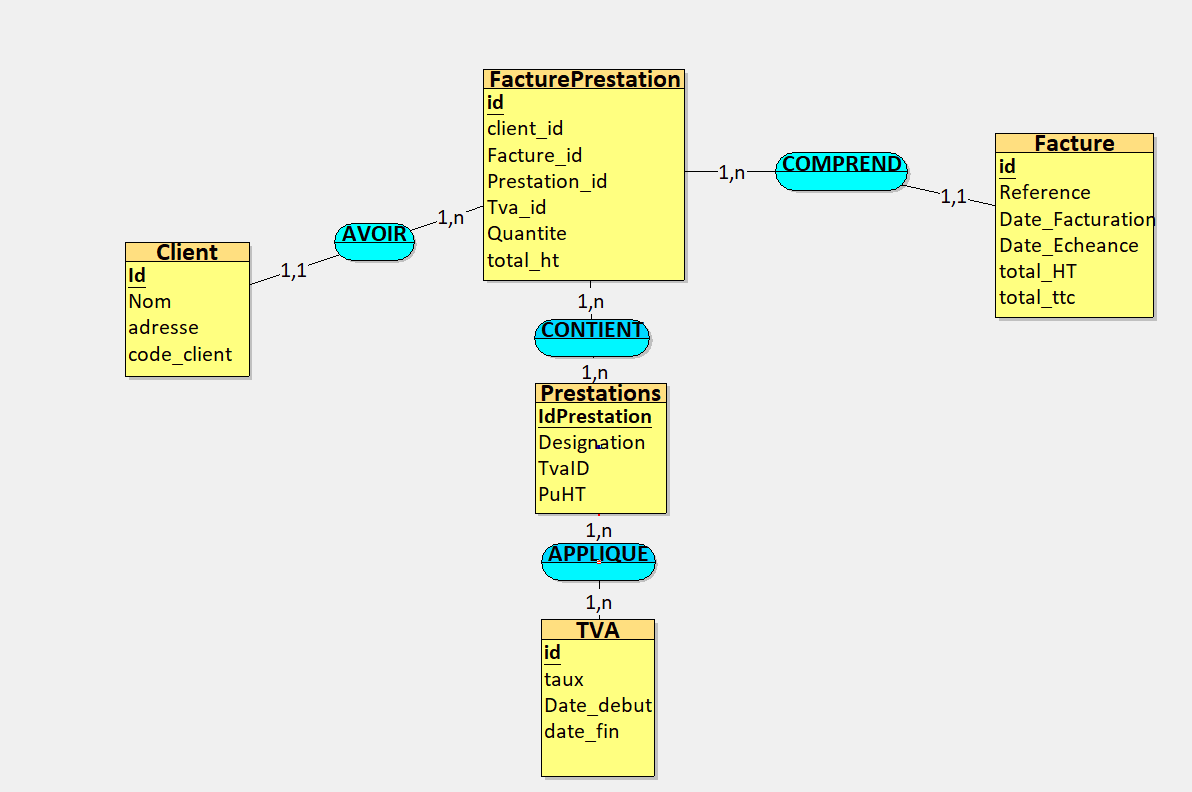 FacturePrestation
id
client_id
Facture_id
Prestation_id
Tva_id
Quantite
total_ht
1,n
COMPREND
1,1
Facture
id
Reference
Date_Facturation
Date_Echeance
total_HT
total_ttc
1,n
AVOIR
1,1
Client
Id
Nom
adresse
code_client
1,n
CONTIENT
1,n
Prestations
IdPrestation
Designation
TvaID
PuHT
1,n
APPLIQUE
1,n
TVA
id
taux
Date_debut
date_fin